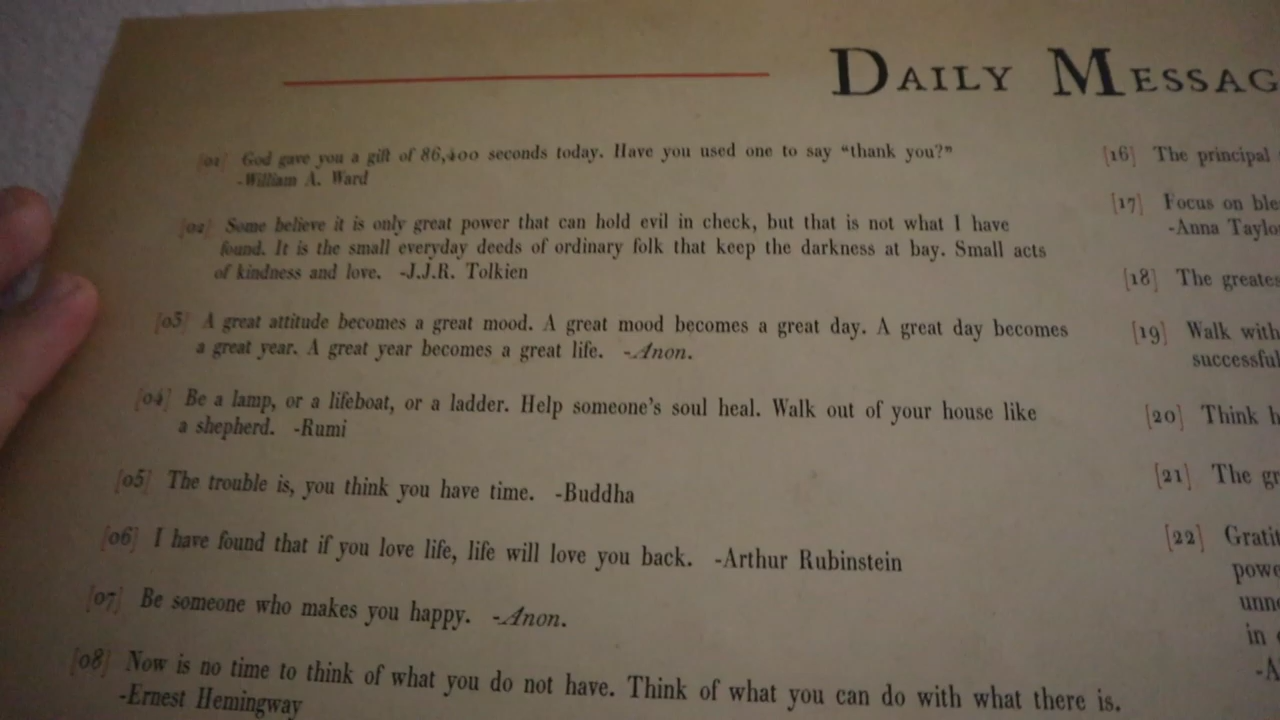 DAILY MESSAG
[01] God gave you a gift of 86,400 seconds today. Have you used one to say “thank you?”
-William A. Ward
[02] Some believe it is only great power that can hold evil in check, but that is not what I have
found. It is the small everyday deeds of ordinary folk that keep the darkness at bay. Small acts
of kindness and love. -J.J.R. Tolkien
[03] A great attitude becomes a great mood. A great mood becomes a great day. A great day becomes
a great year. A great year becomes a great life. -Anon.
[04] Be a lamp, or a lifeboat, or a ladder. Help someone’s soul heal. Walk out of your house like
a shepherd. -Rumi
[05] The trouble is, you think you have time. -Buddha
[06] I have found that if you love life, life will love you back. -Arthur Rubinstein
[07] Be someone who makes you happy. -Anon.
[08] Now is no time to think of what you do not have. Think of what you can do with what there is.
-Ernest Hemingway
[16] The principal
[17] Focus on ble
-Anna Taylo
[18] The greates
[19] Walk with
successful
[20] Think h
[21] The gr
[22] Gratit
powe
unne
in
-A